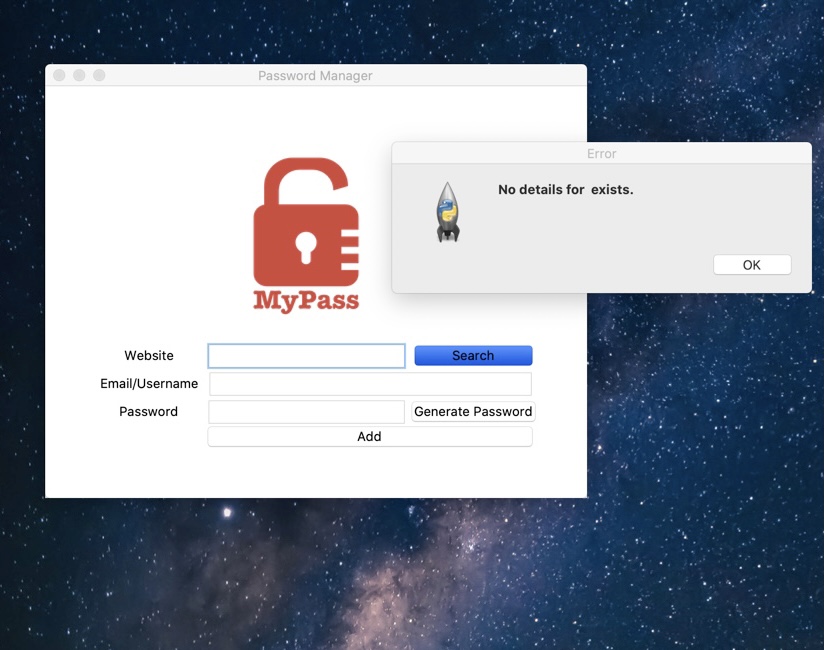 Password Manager
Error
No details for  exists.
OK
MyPass
Website
Search
Email/Username
Password
Generate Password
Add